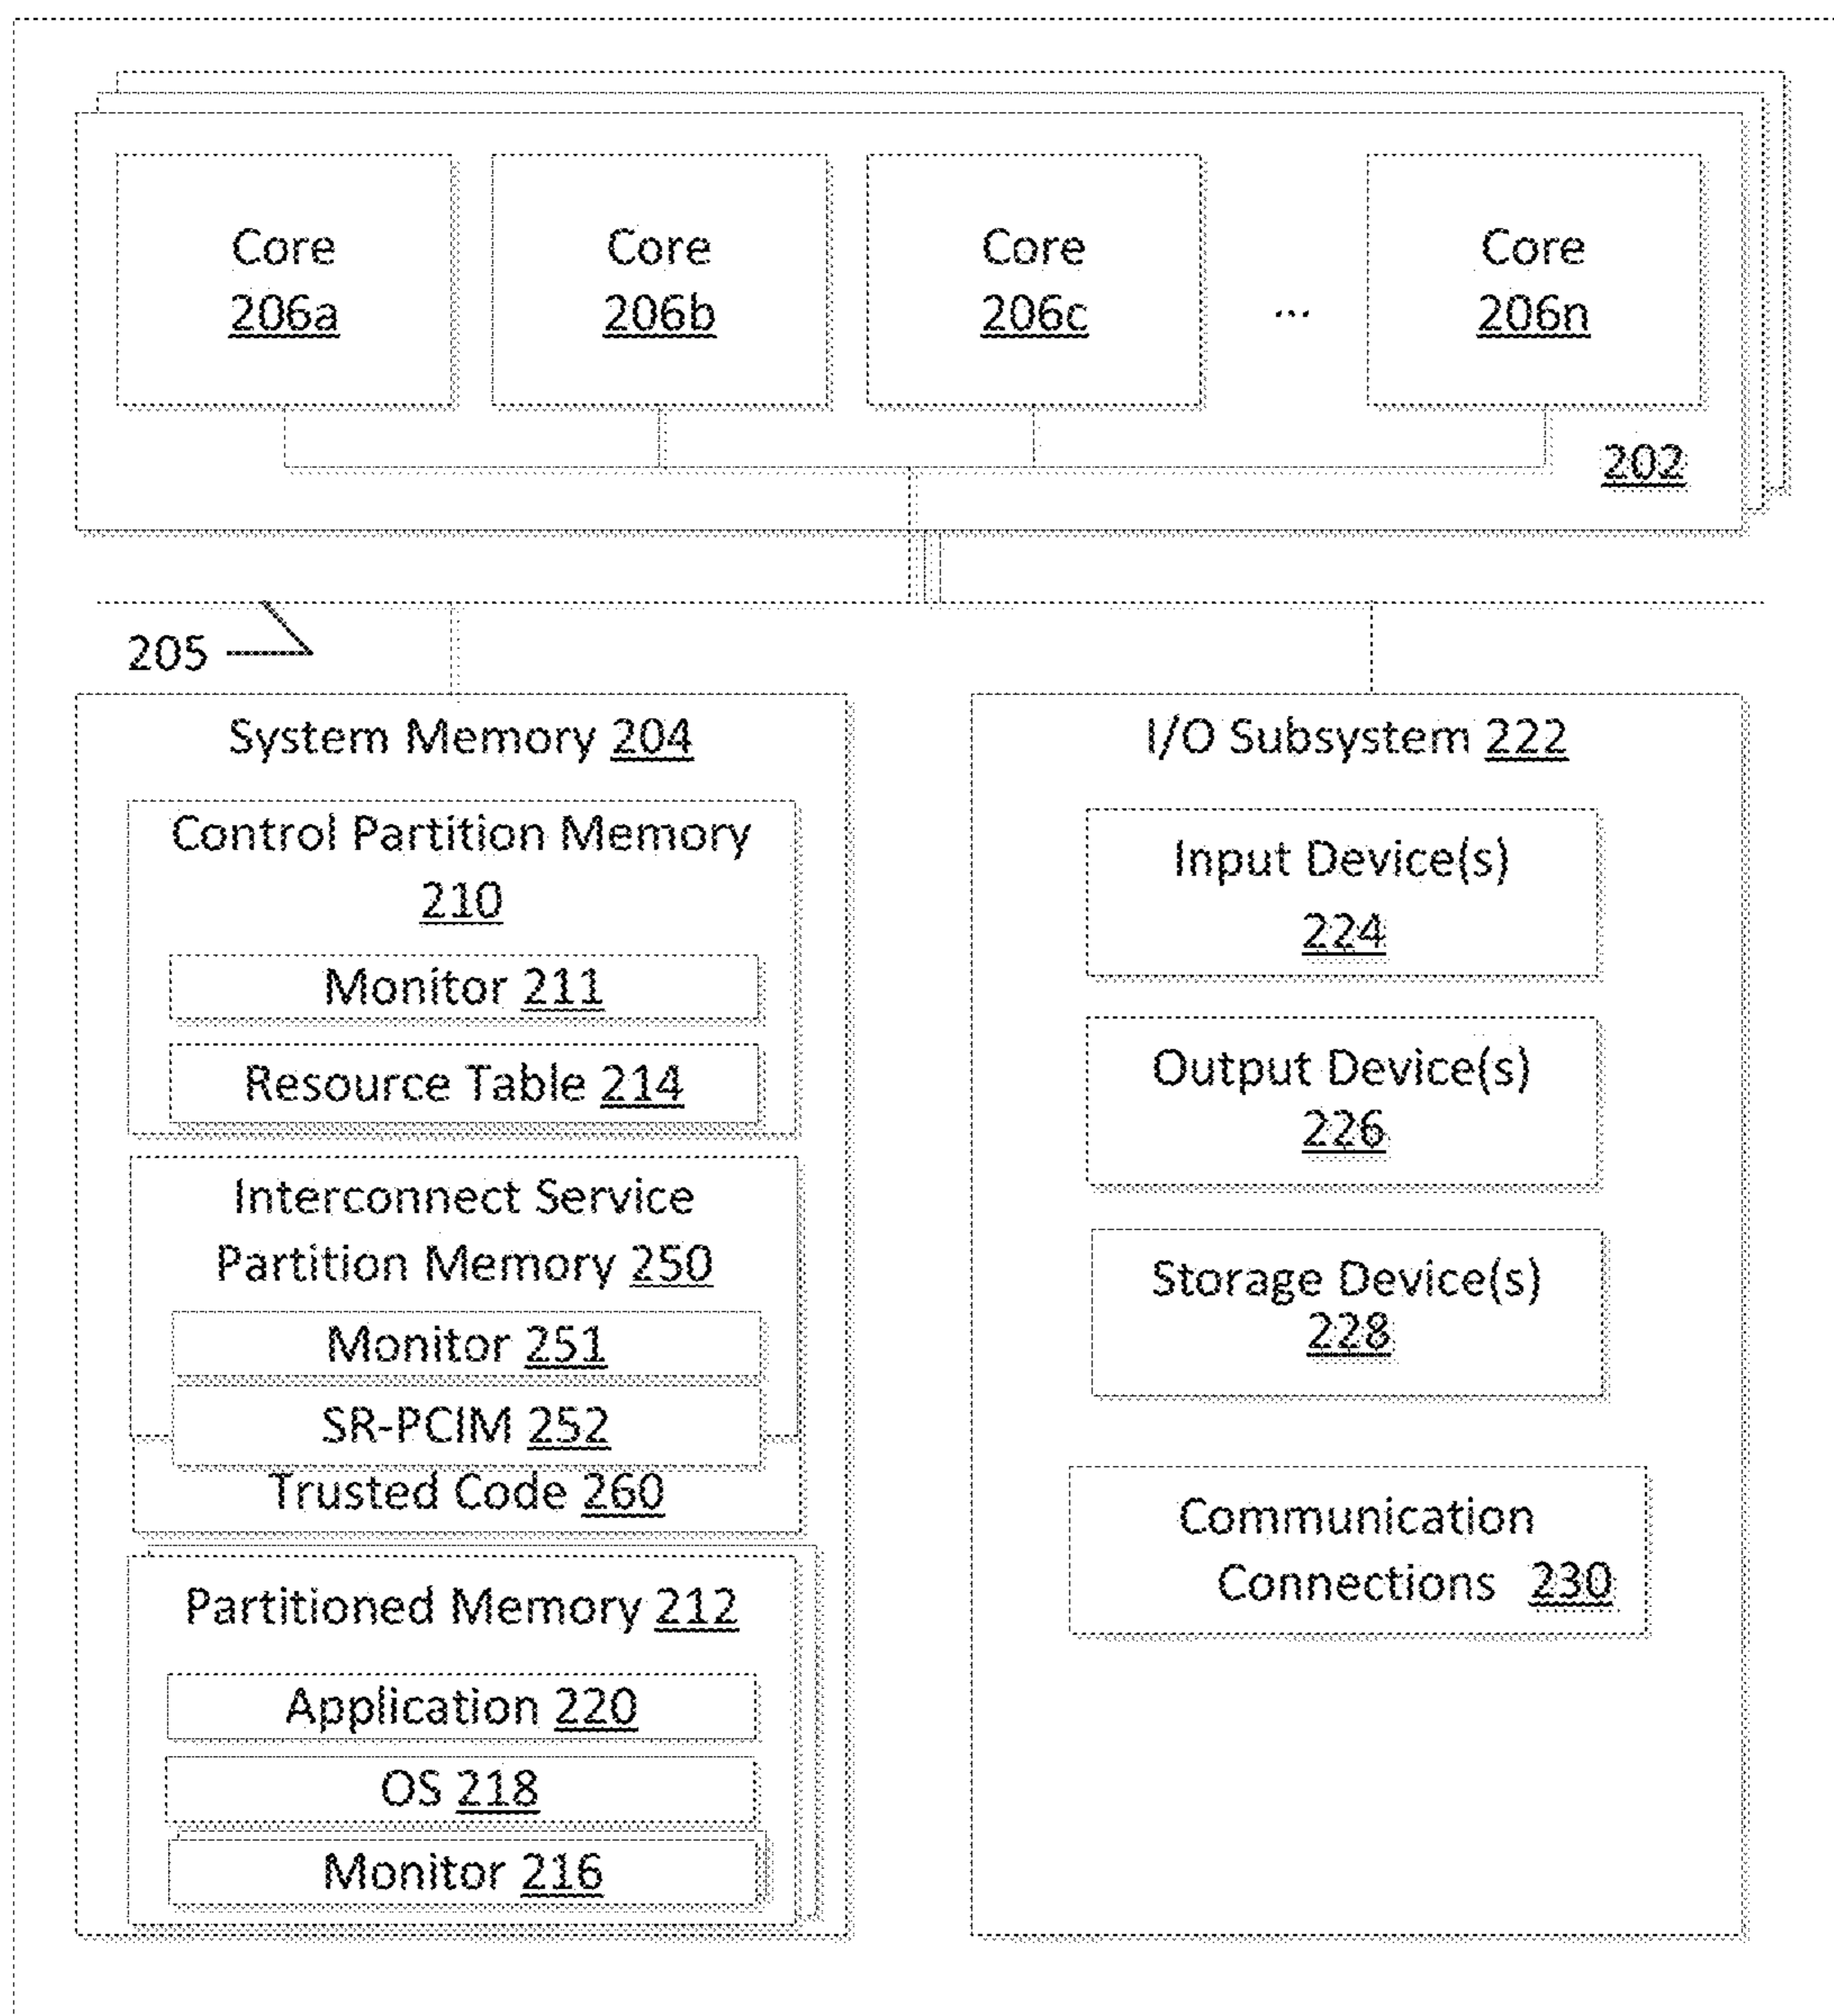 Core
206a
Core
206b
Core
206c
...
Core
206n
202
205
System Memory 204
Control Partition Memory
210
Monitor 211
Resource Table 214
Interconnect Service
Partition Memory 250
Monitor 251
SR-PCIM 252
Trusted Code 260
Partitioned Memory 212
Application 220
OS 218
Monitor 216
I/O Subsystem 222
Input Device(s)
224
Output Device(s)
226
Storage Device(s)
228
Communication
Connections 230